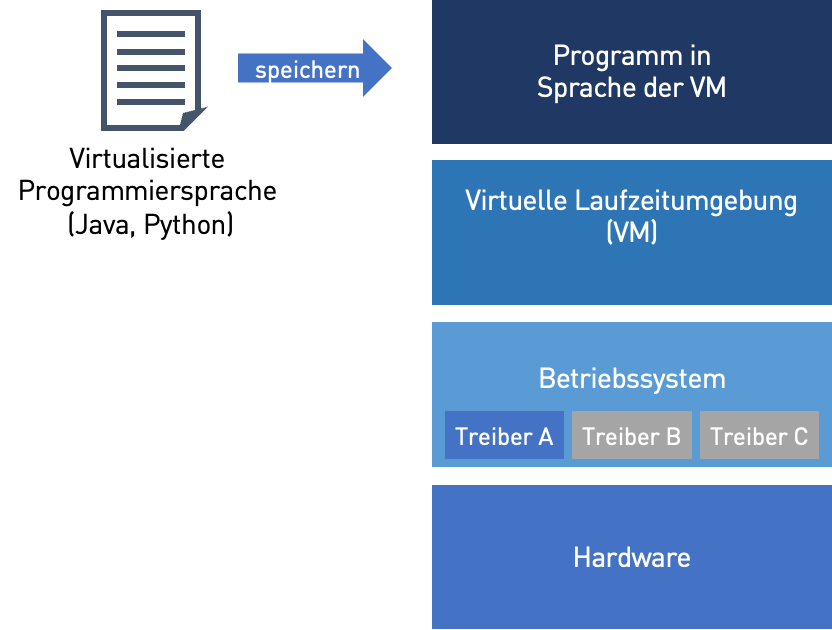 speichern
Virtualisierte
Programmiersprache
(Java, Python)
Programm in
Sprache der VM
Virtuelle Laufzeitumgebung
(VM)
Betriebssystem
Treiber A
Treiber B
Treiber C
Hardware